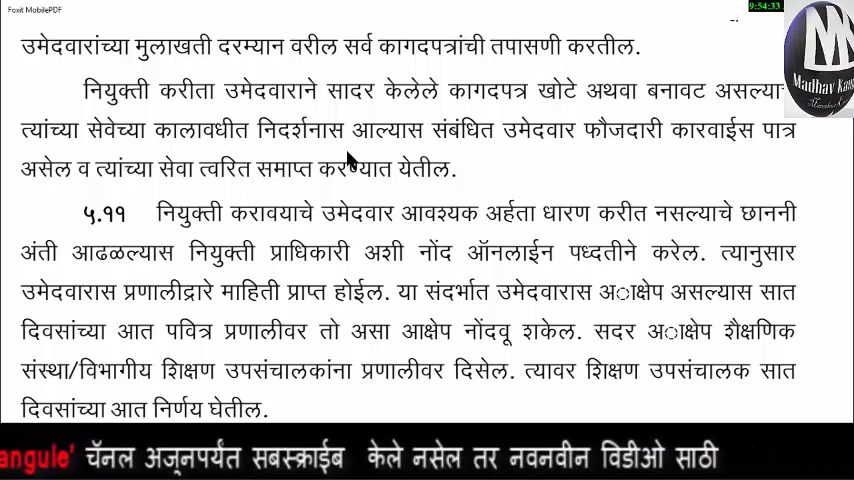 Foxit MobilePDF
9:54:33
उमेदवारांच्या मुलाखती दरम्यान वरील सर्व कागदपत्रांची तपासणी करतील.
नियुक्ती करीता उमेदवाराने सादर केलेले कागदपत्र खोटे अथवा बनावट
त्यांच्या सेवेच्या कालावधीत निदर्शनास आल्यास संबंधित उमेदवार फौजदारी कारवाईस पात्र
असेल व त्यांच्या सेवा त्वरित समाप्त करण्यात येतील.
५.११ नियुक्ती करावयाचे उमेदवार आवश्यक अर्हता धारण करीत नसल्याचे छाननी
अंती आढळल्यास नियुक्ती प्राधिकारी अशी नोंद ऑनलाईन पध्दतीने करेल. त्यानुसार
उमेदवारास प्रणालीद्वारे माहिती प्राप्त होईल. या संदर्भात उमेदवारास अाक्षेप असल्यास सात
दिवसांच्या आत पवित्र प्रणालीवर तो असा आक्षेप नोंदवू शकेल. सदर अाक्षेप शैक्षणिक
संस्था/विभागीय शिक्षण उपसंचालकांना प्रणालीवर दिसेल. त्यावर शिक्षण उपसंचालक सात
दिवसांच्या आत निर्णय घेतील.
angule' चॅनल अजूनपर्यंत सबस्क्राईब केले नसेल तर नवनवीन विडीओ साठी